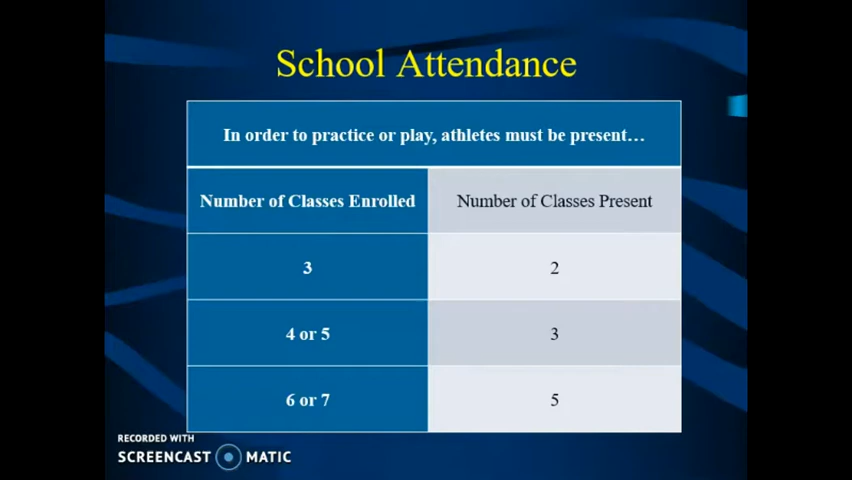 School Attendance
In order to practice or play, athletes must be present…
Number of Classes Enrolled
Number of Classes Present
3
2
4 or 5
3
6 or 7
5
RECORDED WITH
SCREENCAST MATIC